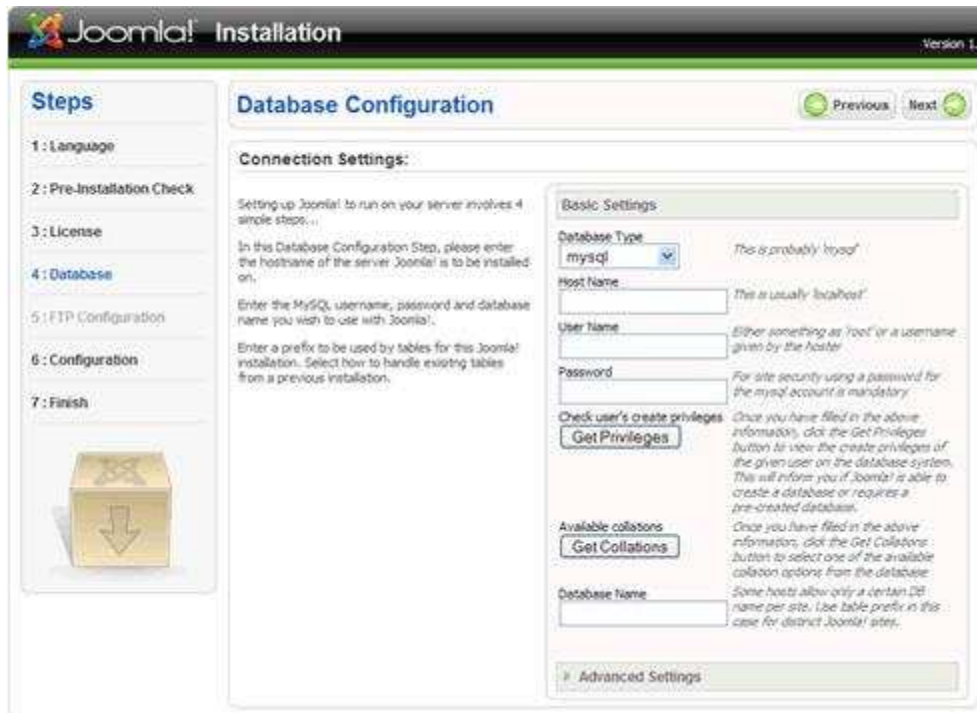 Joomla! Installation
Version 1.
Steps
1 : Language
2 : Pre-Installation Check
3 : License
4 : Database
5 : FTP Configuration
6 : Configuration
7 : Finish
Database Configuration
Previous
Next
Connection Settings:
Setting up Joomla! to run on your server involves 4
simple steps...
In this Database Configuration Step, please enter
the hostname of the server Joomla! is to be installed
on.
Enter the MySQL username, password and database
name you wish to use with Joomla!.
Enter a prefix to be used by tables for this Joomla!
installation. Select how to handle existing tables
from a previous installation.
Basic Settings
Database Type
mysql
This is probably 'mysql'
Host Name
This is usually 'localhost'
User Name
Either something as 'root' or a username
given by the hoster
Password
For site security using a password for
the mysql account is mandatory
Check user's create privileges
Get Privileges
Once you have filled in the above
information, click the Get Privileges
button to view the create privileges of
the given user on the database system.
This will inform you if Joomla! is able to
create a database or requires a
pre-created database.
Available collations
Get Collations
Once you have filled in the above
information, click the Get Collations
button to select one of the available
collation options from the database
Database Name
Some hosts allow only a certain DB
name per site. Use table prefix in this
case for distinct Joomla! sites.
» Advanced Settings